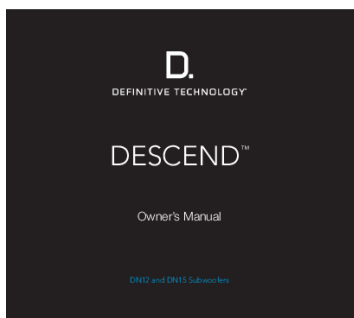 D.
DEFINITIVE TECHNOLOGY
DESCEND™
Owner's Manual
DN12 and DN15 Subwoofers